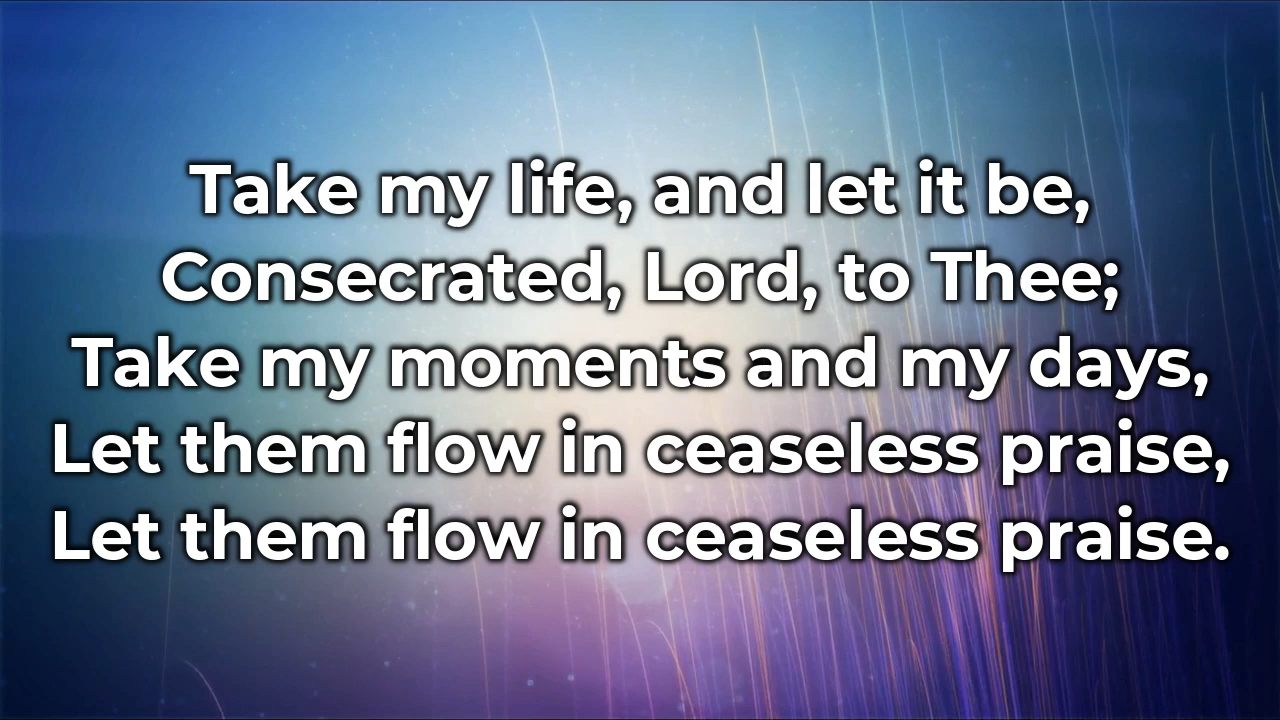 Take my life, and let it be,
Consecrated, Lord, to Thee;
Take my moments and my days,
Let them flow in ceaseless praise,
Let them flow in ceaseless praise.